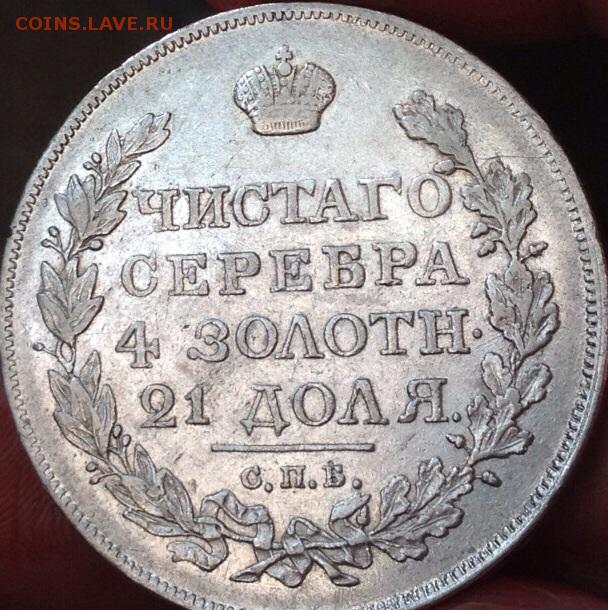 COINS.LAVE.RU
ЧИСТАГО
СЕРЕБРА
4 ЗОЛОТН·
21 ДОЛЯ.
С.П.Б.